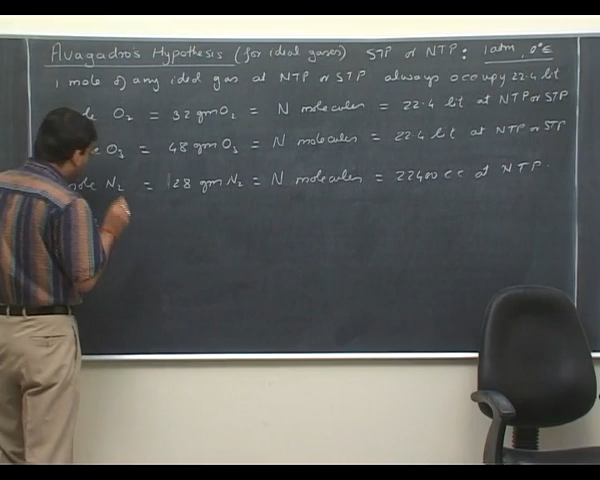 Avagadro's Hypothesis (for ideal gases) STP or NTP: 1 atm, 0°C
1 mole of any ideal gas at NTP or STP always occupy 22.4 lit
O2 = 32 gm O2 = N molecules = 22.4 lit at NTP or STP
O3 = 48 gm O3 = N molecules = 22.4 lit at NTP or STP
mole N2 = 28 gm N2 = N molecules = 22400 cc at NTP.